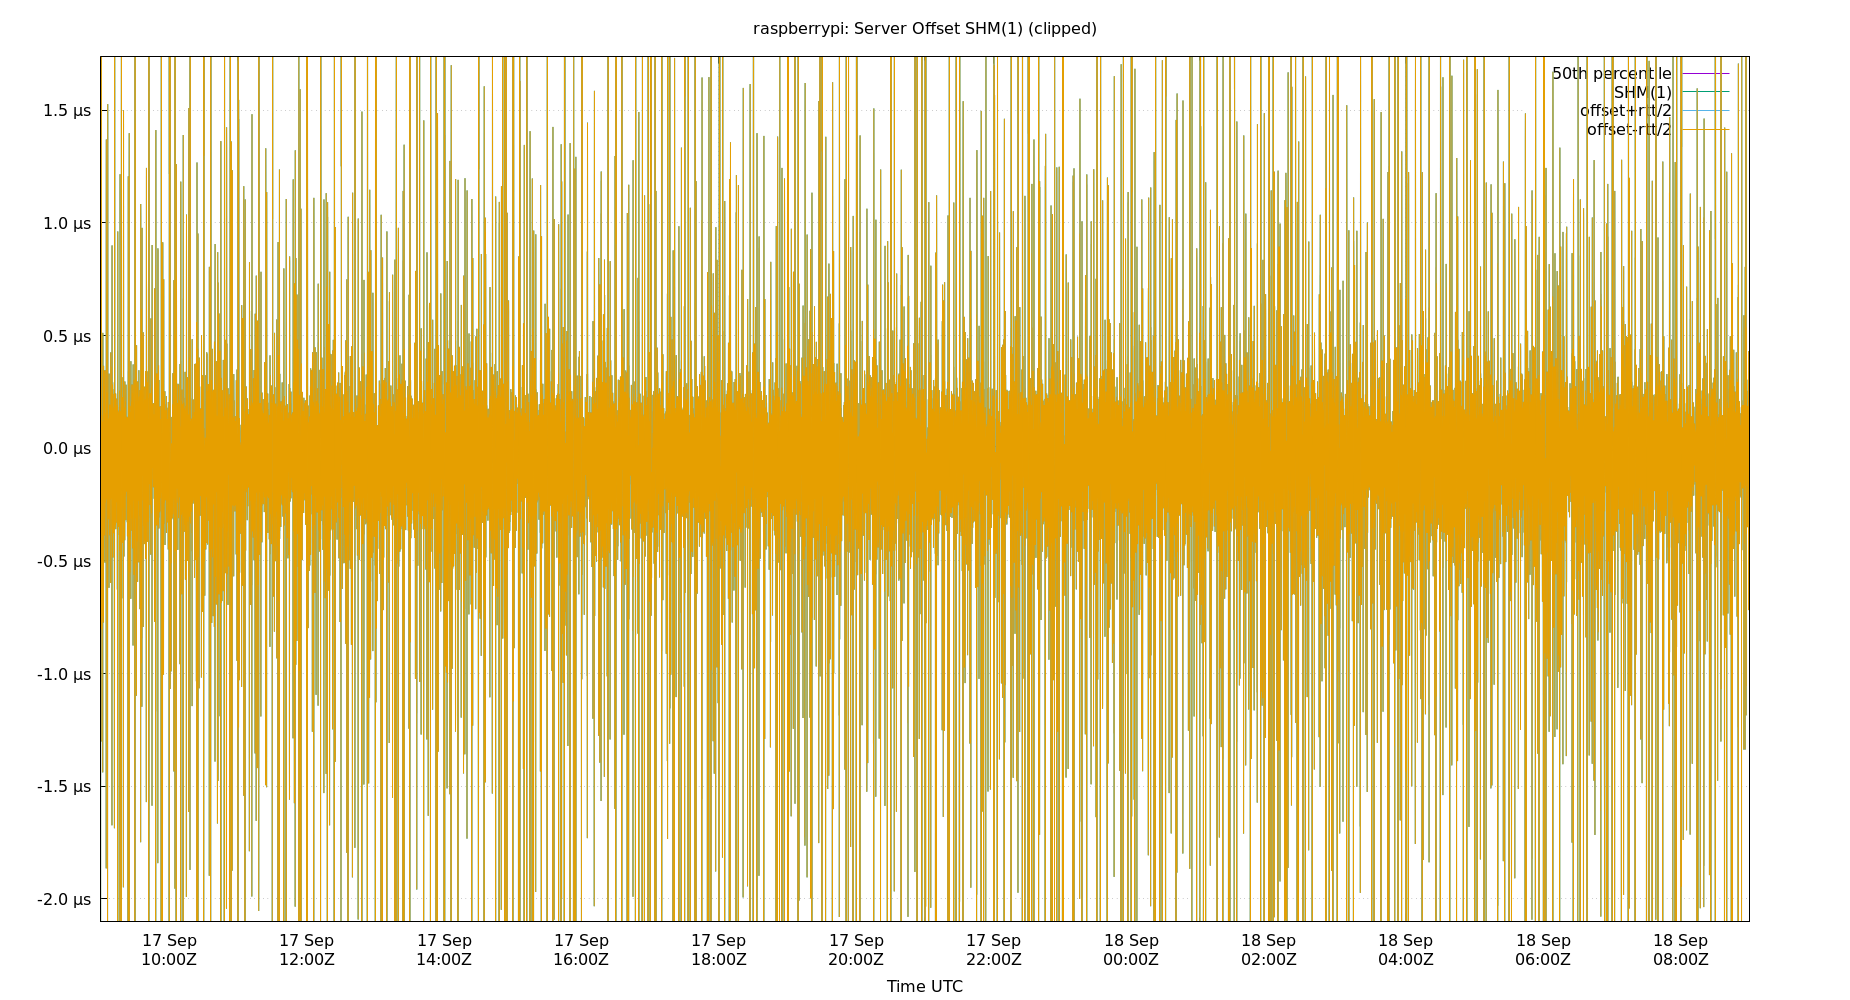 raspberrypi: Server Offset SHM(1) (clipped)
50th percentile
SHM(1)
offset+rtt/2
offset-rtt/2
1.5 µs
1.0 µs
0.5 µs
0.0 µs
-0.5 µs
-1.0 µs
-1.5 µs
-2.0 µs
17 Sep 17 Sep 17 Sep 17 Sep 17 Sep 17 Sep 17 Sep 18 Sep 18 Sep 18 Sep 18 Sep 18 Sep
10:00Z 12:00Z 14:00Z 16:00Z 18:00Z 20:00Z 22:00Z 00:00Z 02:00Z 04:00Z 06:00Z 08:00Z
Time UTC